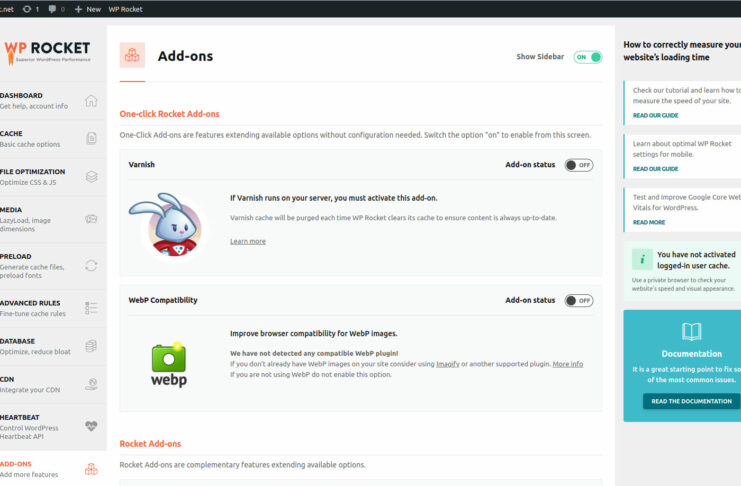 t.net 1 0 + New WP Rocket
WP ROCKET
Superior WordPress Performance
DASHBOARD
Get help, account info
CACHE
Basic cache options
FILE OPTIMIZATION
Optimize CSS & JS
MEDIA
LazyLoad, image
dimensions
PRELOAD
Generate cache files,
preload fonts
ADVANCED RULES
Fine-tune cache rules
DATABASE
Optimize, reduce bloat
CDN
Integrate your CDN
HEARTBEAT
Control WordPress
Heartbeat API
ADD-ONS
Add more features
Add-ons
Show Sidebar ON
One-click Rocket Add-ons
One-Click Add-ons are features extending available options without configuration needed. Switch the option "on" to enable from this screen.
Varnish
Add-on status OFF
If Varnish runs on your server, you must activate this add-on.
Varnish cache will be purged each time WP Rocket clears its cache to ensure content is always up-to-date.
Learn more
WebP Compatibility
Add-on status OFF
webp
Improve browser compatibility for WebP images.
We have not detected any compatible WebP plugin!
If you don't already have WebP images on your site consider using Imagify or another supported plugin. More info
If you are not using WebP do not enable this option.
Rocket Add-ons
Rocket Add-ons are complementary features extending available options.
How to correctly measure your
website's loading time
Check our tutorial and learn how to
measure the speed of your site.
READ OUR GUIDE
Learn about optimal WP Rocket
settings for mobile.
READ OUR GUIDE
Test and Improve Google Core Web
Vitals for WordPress.
READ MORE
i
You have not activated
logged-in user cache.
Use a private browser to check your
website's speed and visual appearance.
Documentation
It is a great starting point to fix so
of the most common issues.
READ THE DOCUMENTATION